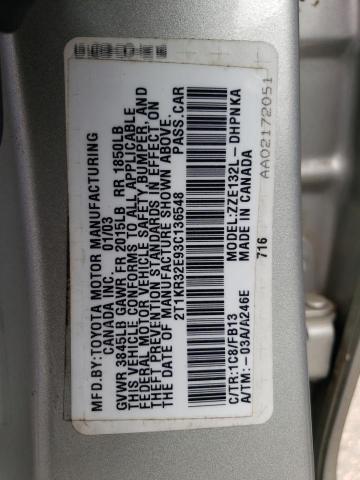 MFD.BY:TOYOTA MOTOR MANUFACTURING
CANADA INC. 01/03
GVWR 3845LB GAWR FR 2015LB RR 1850LB
THIS VEHICLE CONFORMS TO ALL APPLICABLE
FEDERAL MOTOR VEHICLE SAFETY, BUMPER, AND
THEFT PREVENTION STANDARDS IN EFFECT ON
THE DATE OF MANUFACTURE SHOWN ABOVE.
2T1KR32E93C136548 PASS.CAR
C/TR:1C8/FB13 MODEL:ZZE132L
A/TM:-03A/A246E -DHPNKA
716 MADE IN CANADA
AA02172051